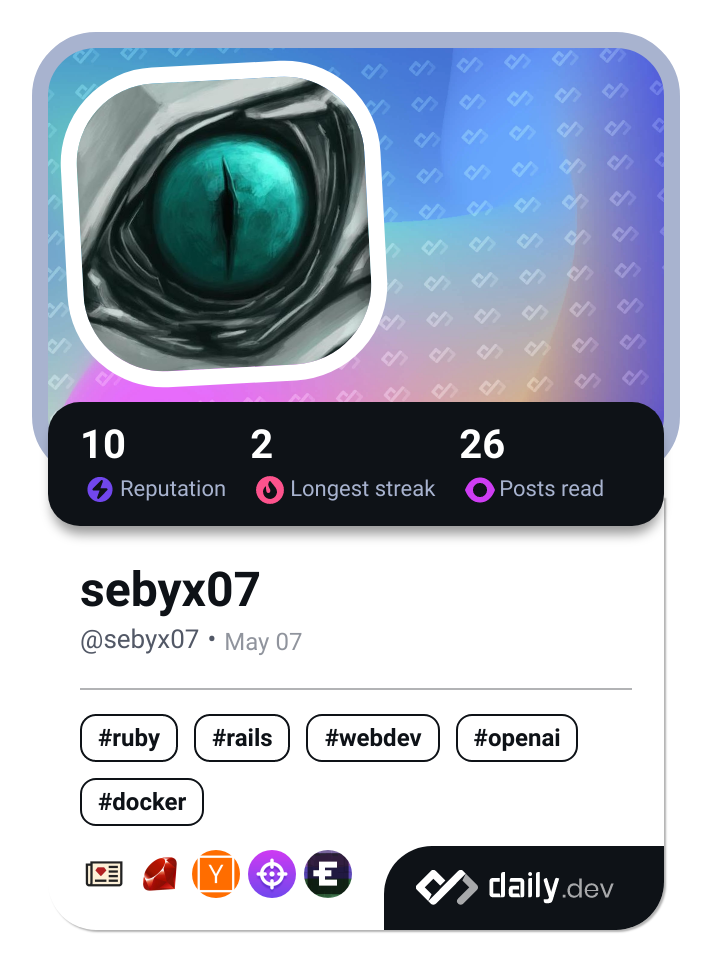 10 2 26
Reputation Longest streak Posts read
sebyx07
@sebyx07 • May 07
#ruby #rails #webdev #openai
#docker
Y E daily.dev